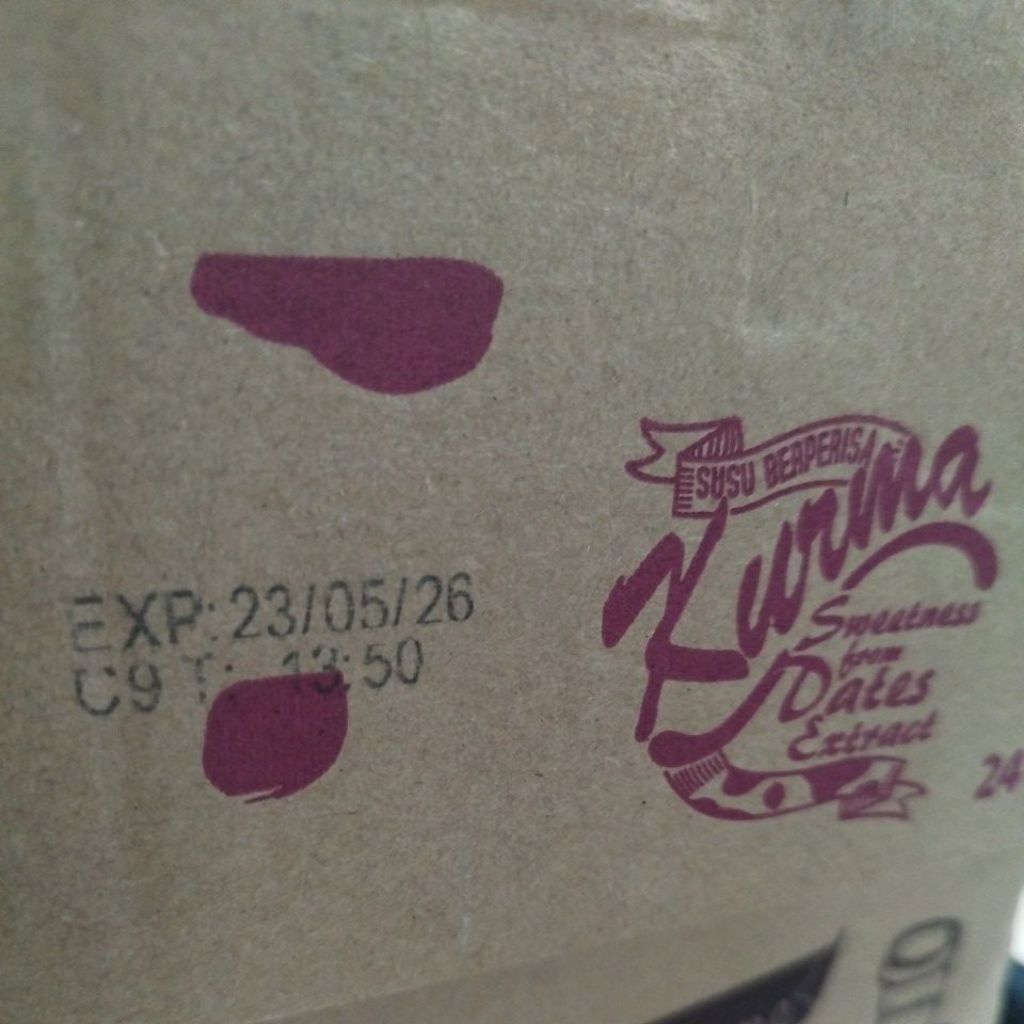 EXP: 23/05/26
C9 T: 13:50
SUSU BERPERISA
Kurma
Sweetness
from
Dates
Extract
24